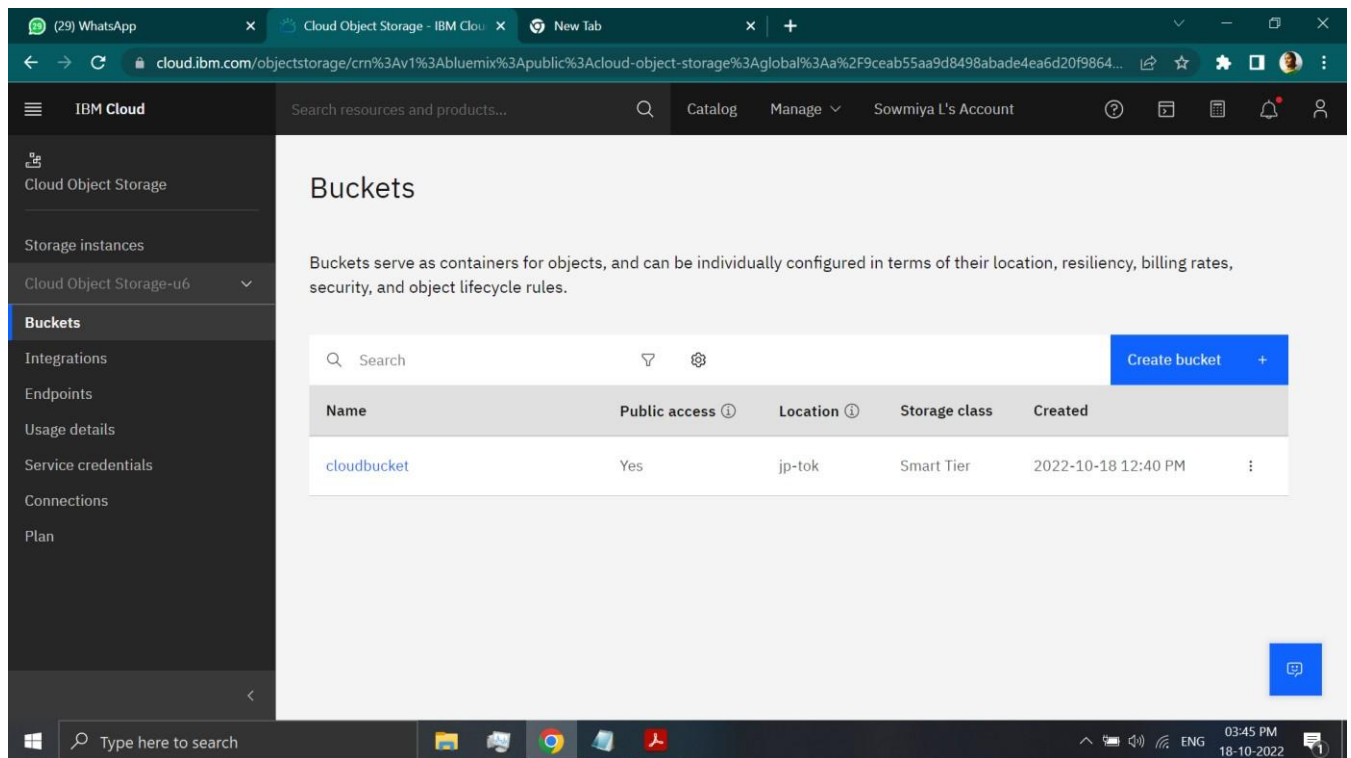 (29) WhatsApp
Cloud Object Storage - IBM Clou
New Tab
cloud.ibm.com/objectstorage/crn%3Av1%3Abluemix%3Apublic%3Acloud-object-storage%3Aglobal%3Aa%2F9ceab55aa9d8498abade4ea6d20f9864...
IBM Cloud
Search resources and products...
Catalog
Manage
Sowmiya L's Account
Cloud Object Storage
Storage instances
Cloud Object Storage-u6
Buckets
Integrations
Endpoints
Usage details
Service credentials
Connections
Plan
Buckets
Buckets serve as containers for objects, and can be individually configured in terms of their location, resiliency, billing rates,
security, and object lifecycle rules.
Search
Create bucket +
Name Public access Location Storage class Created
cloudbucket Yes jp-tok Smart Tier 2022-10-18 12:40 PM
Type here to search
ENG
03:45 PM
18-10-2022
1